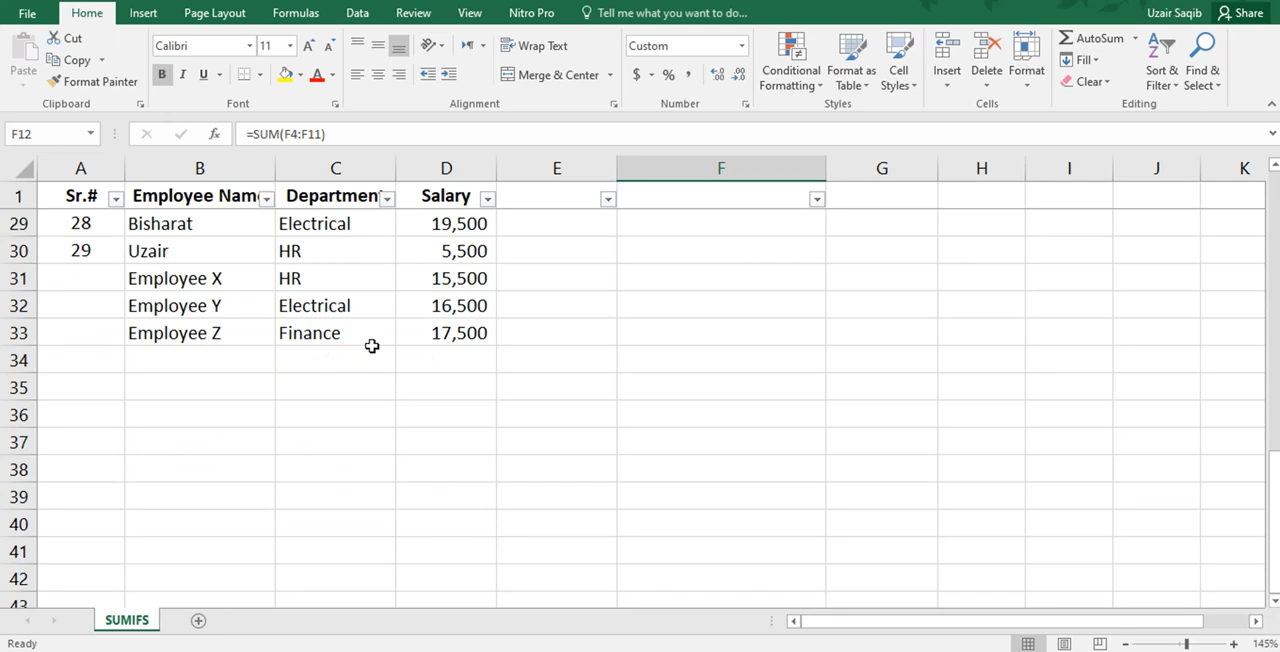 File Home Insert Page Layout Formulas Data Review View Nitro Pro Tell me what you want to do... Uzair Saqib Share
Paste Cut Copy Format Painter Clipboard
Calibri 11 A A B I U A Font
Wrap Text Merge & Center Alignment
Custom $ % , .0 .00 Number
Conditional Formatting Format as Table Cell Styles Styles
Insert Delete Format Cells
AutoSum Fill Clear Sort & Filter Find & Select Editing
F12 fx =SUM(F4:F11)
A B C D E F G H I J K
1 Sr.# Employee Nam Department Salary
29 28 Bisharat Electrical 19,500
30 29 Uzair HR 5,500
31 Employee X HR 15,500
32 Employee Y Electrical 16,500
33 Employee Z Finance 17,500
34
35
36
37
38
39
40
41
42
43
SUMIFS
Ready 145%